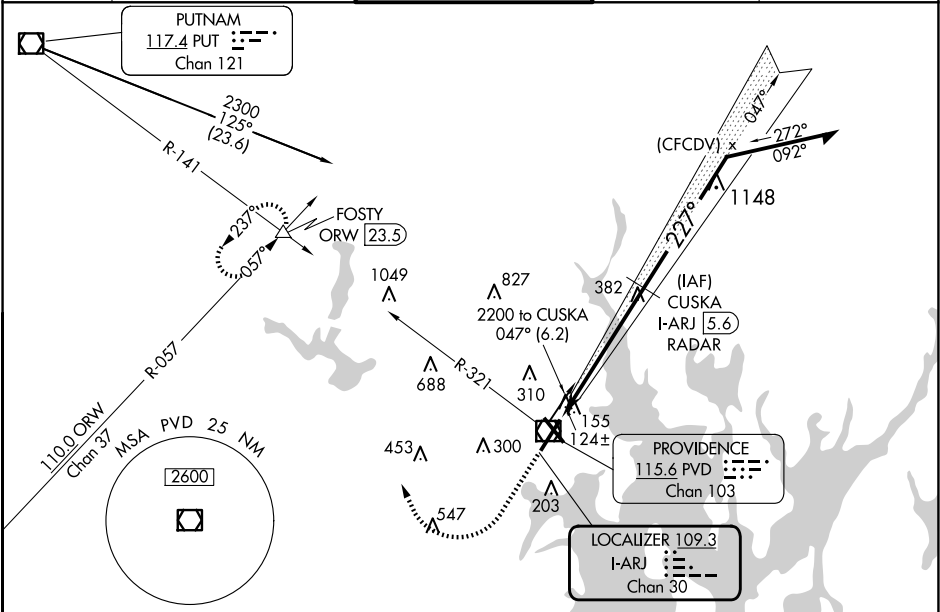 PUTNAM
117.4 PUT
Chan 121
2300
125°
(23.6)
R-141
237°
057°
FOSTY
ORW 23.5
R-057
110.0 ORW
Chan 37
MSA PVD 25 NM
2600
1049
827
2200 to CUSKA
047° (6.2)
R-321
688
310
453
300
547
203
155
124±
382
(IAF)
CUSKA
I-ARJ 5.6
RADAR
227°
047°
(CFCDV) x
272°
092°
1148
PROVIDENCE
115.6 PVD
Chan 103
LOCALIZER 109.3
I-ARJ
Chan 30